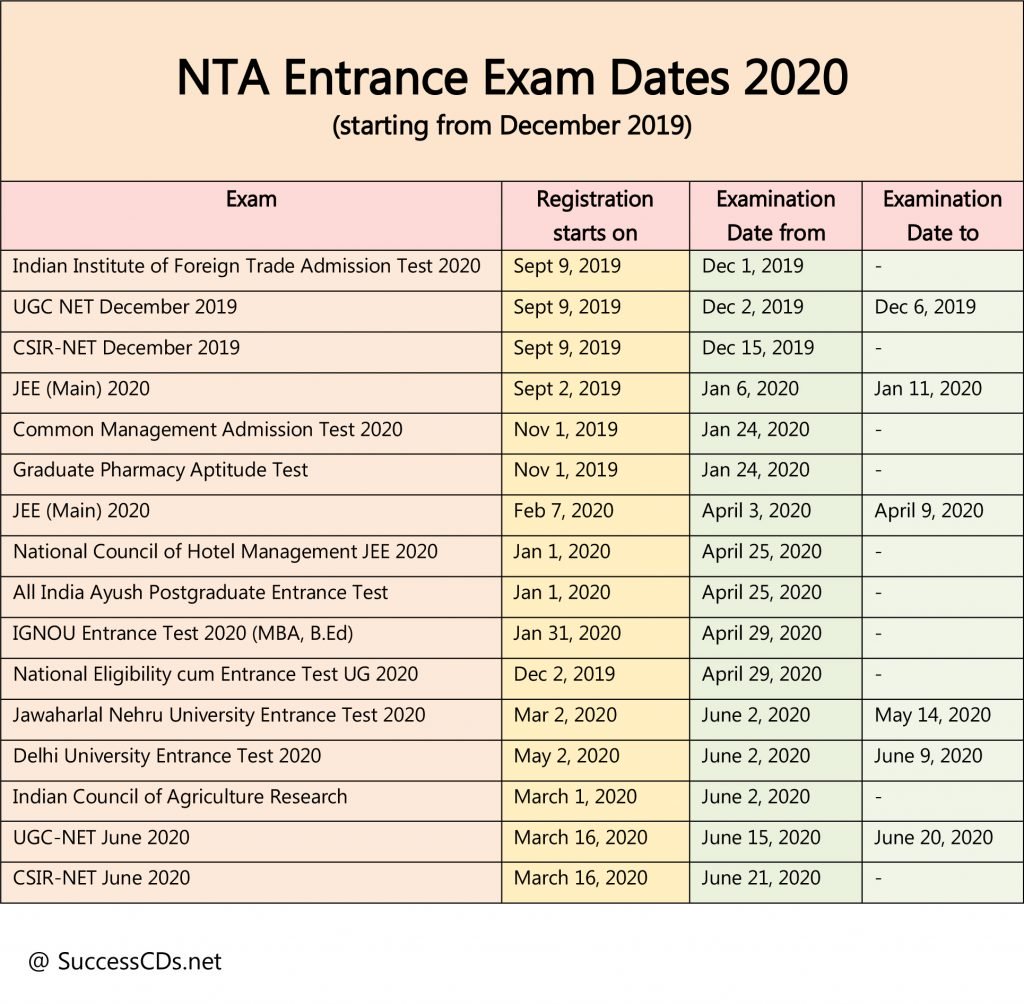 NTA Entrance Exam Dates 2020
(starting from December 2019)
Exam Registration starts on Examination Date from Examination Date to
Indian Institute of Foreign Trade Admission Test 2020 Sept 9, 2019 Dec 1, 2019 -
UGC NET December 2019 Sept 9, 2019 Dec 2, 2019 Dec 6, 2019
CSIR-NET December 2019 Sept 9, 2019 Dec 15, 2019 -
JEE (Main) 2020 Sept 2, 2019 Jan 6, 2020 Jan 11, 2020
Common Management Admission Test 2020 Nov 1, 2019 Jan 24, 2020 -
Graduate Pharmacy Aptitude Test Nov 1, 2019 Jan 24, 2020 -
JEE (Main) 2020 Feb 7, 2020 April 3, 2020 April 9, 2020
National Council of Hotel Management JEE 2020 Jan 1, 2020 April 25, 2020 -
All India Ayush Postgraduate Entrance Test Jan 1, 2020 April 25, 2020 -
IGNOU Entrance Test 2020 (MBA, B.Ed) Jan 31, 2020 April 29, 2020 -
National Eligibility cum Entrance Test UG 2020 Dec 2, 2019 April 29, 2020 -
Jawaharlal Nehru University Entrance Test 2020 Mar 2, 2020 June 2, 2020 May 14, 2020
Delhi University Entrance Test 2020 May 2, 2020 June 2, 2020 June 9, 2020
Indian Council of Agriculture Research March 1, 2020 June 2, 2020 -
UGC-NET June 2020 March 16, 2020 June 15, 2020 June 20, 2020
CSIR-NET June 2020 March 16, 2020 June 21, 2020 -
@ SuccessCDs.net